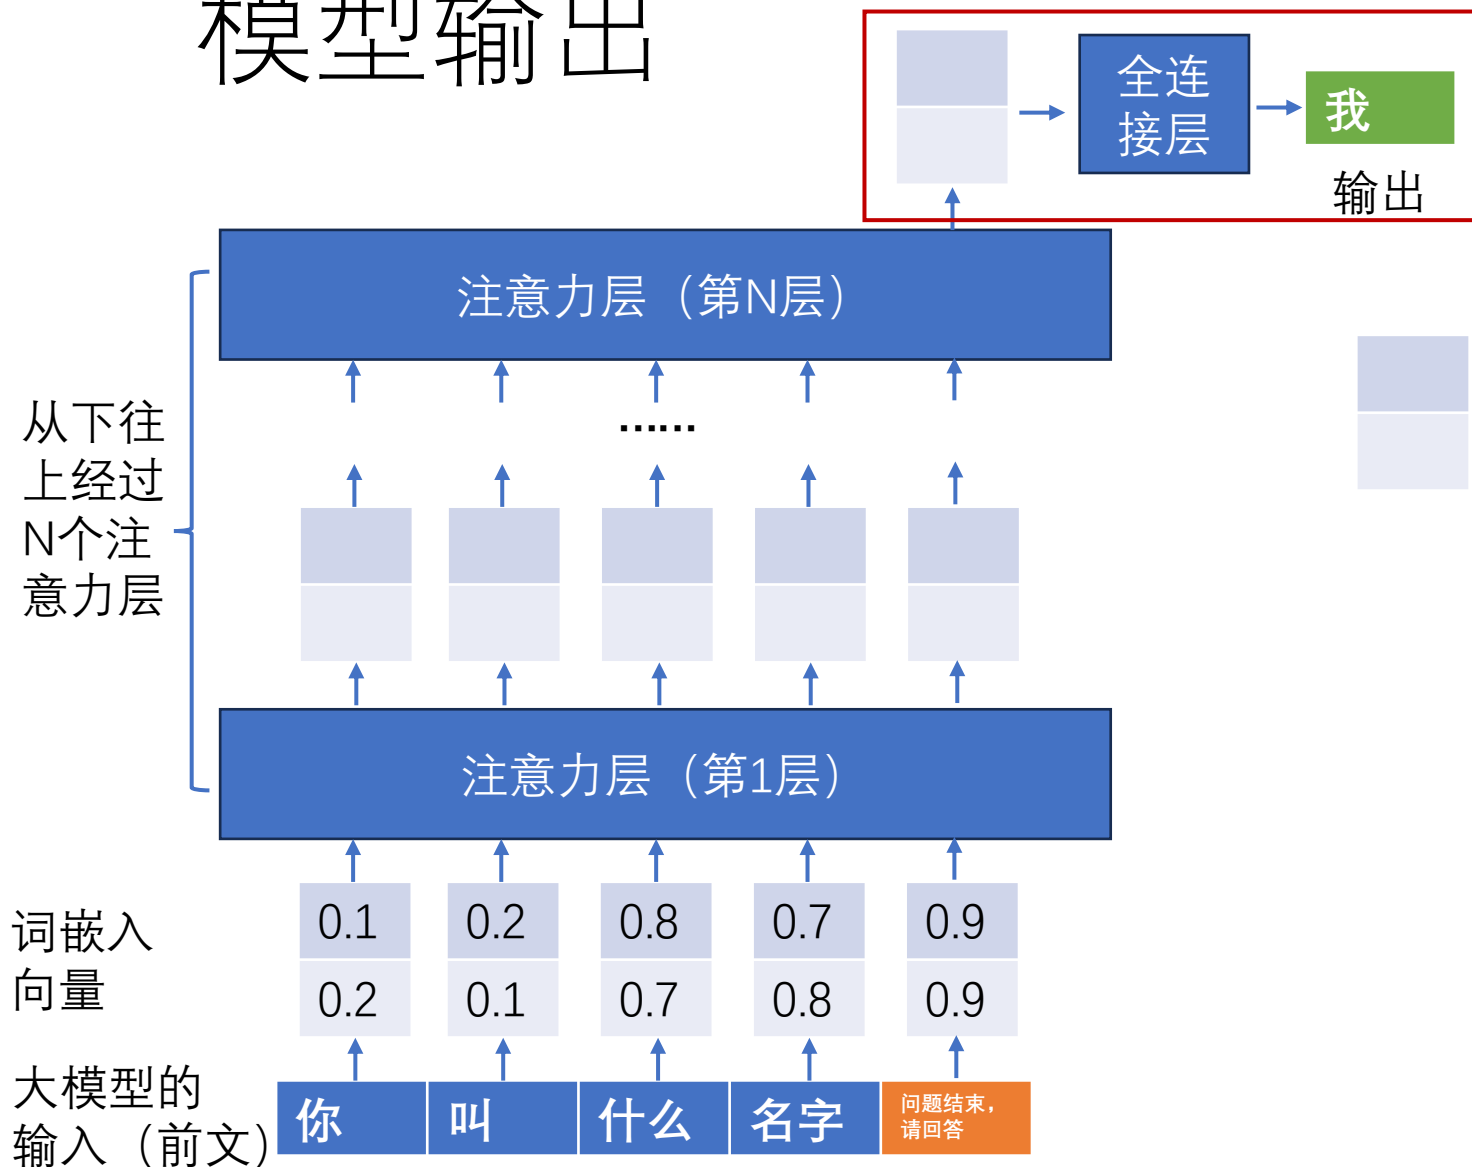 模型输出
全连
接层
我
输出
注意力层（第N层）
……
从下往
上经过
N个注
意力层
注意力层（第1层）
词嵌入
向量
0.1 0.2 0.8 0.7 0.9
0.2 0.1 0.7 0.8 0.9
大模型的
输入（前文）
你 叫 什么 名字
问题结束，
请回答